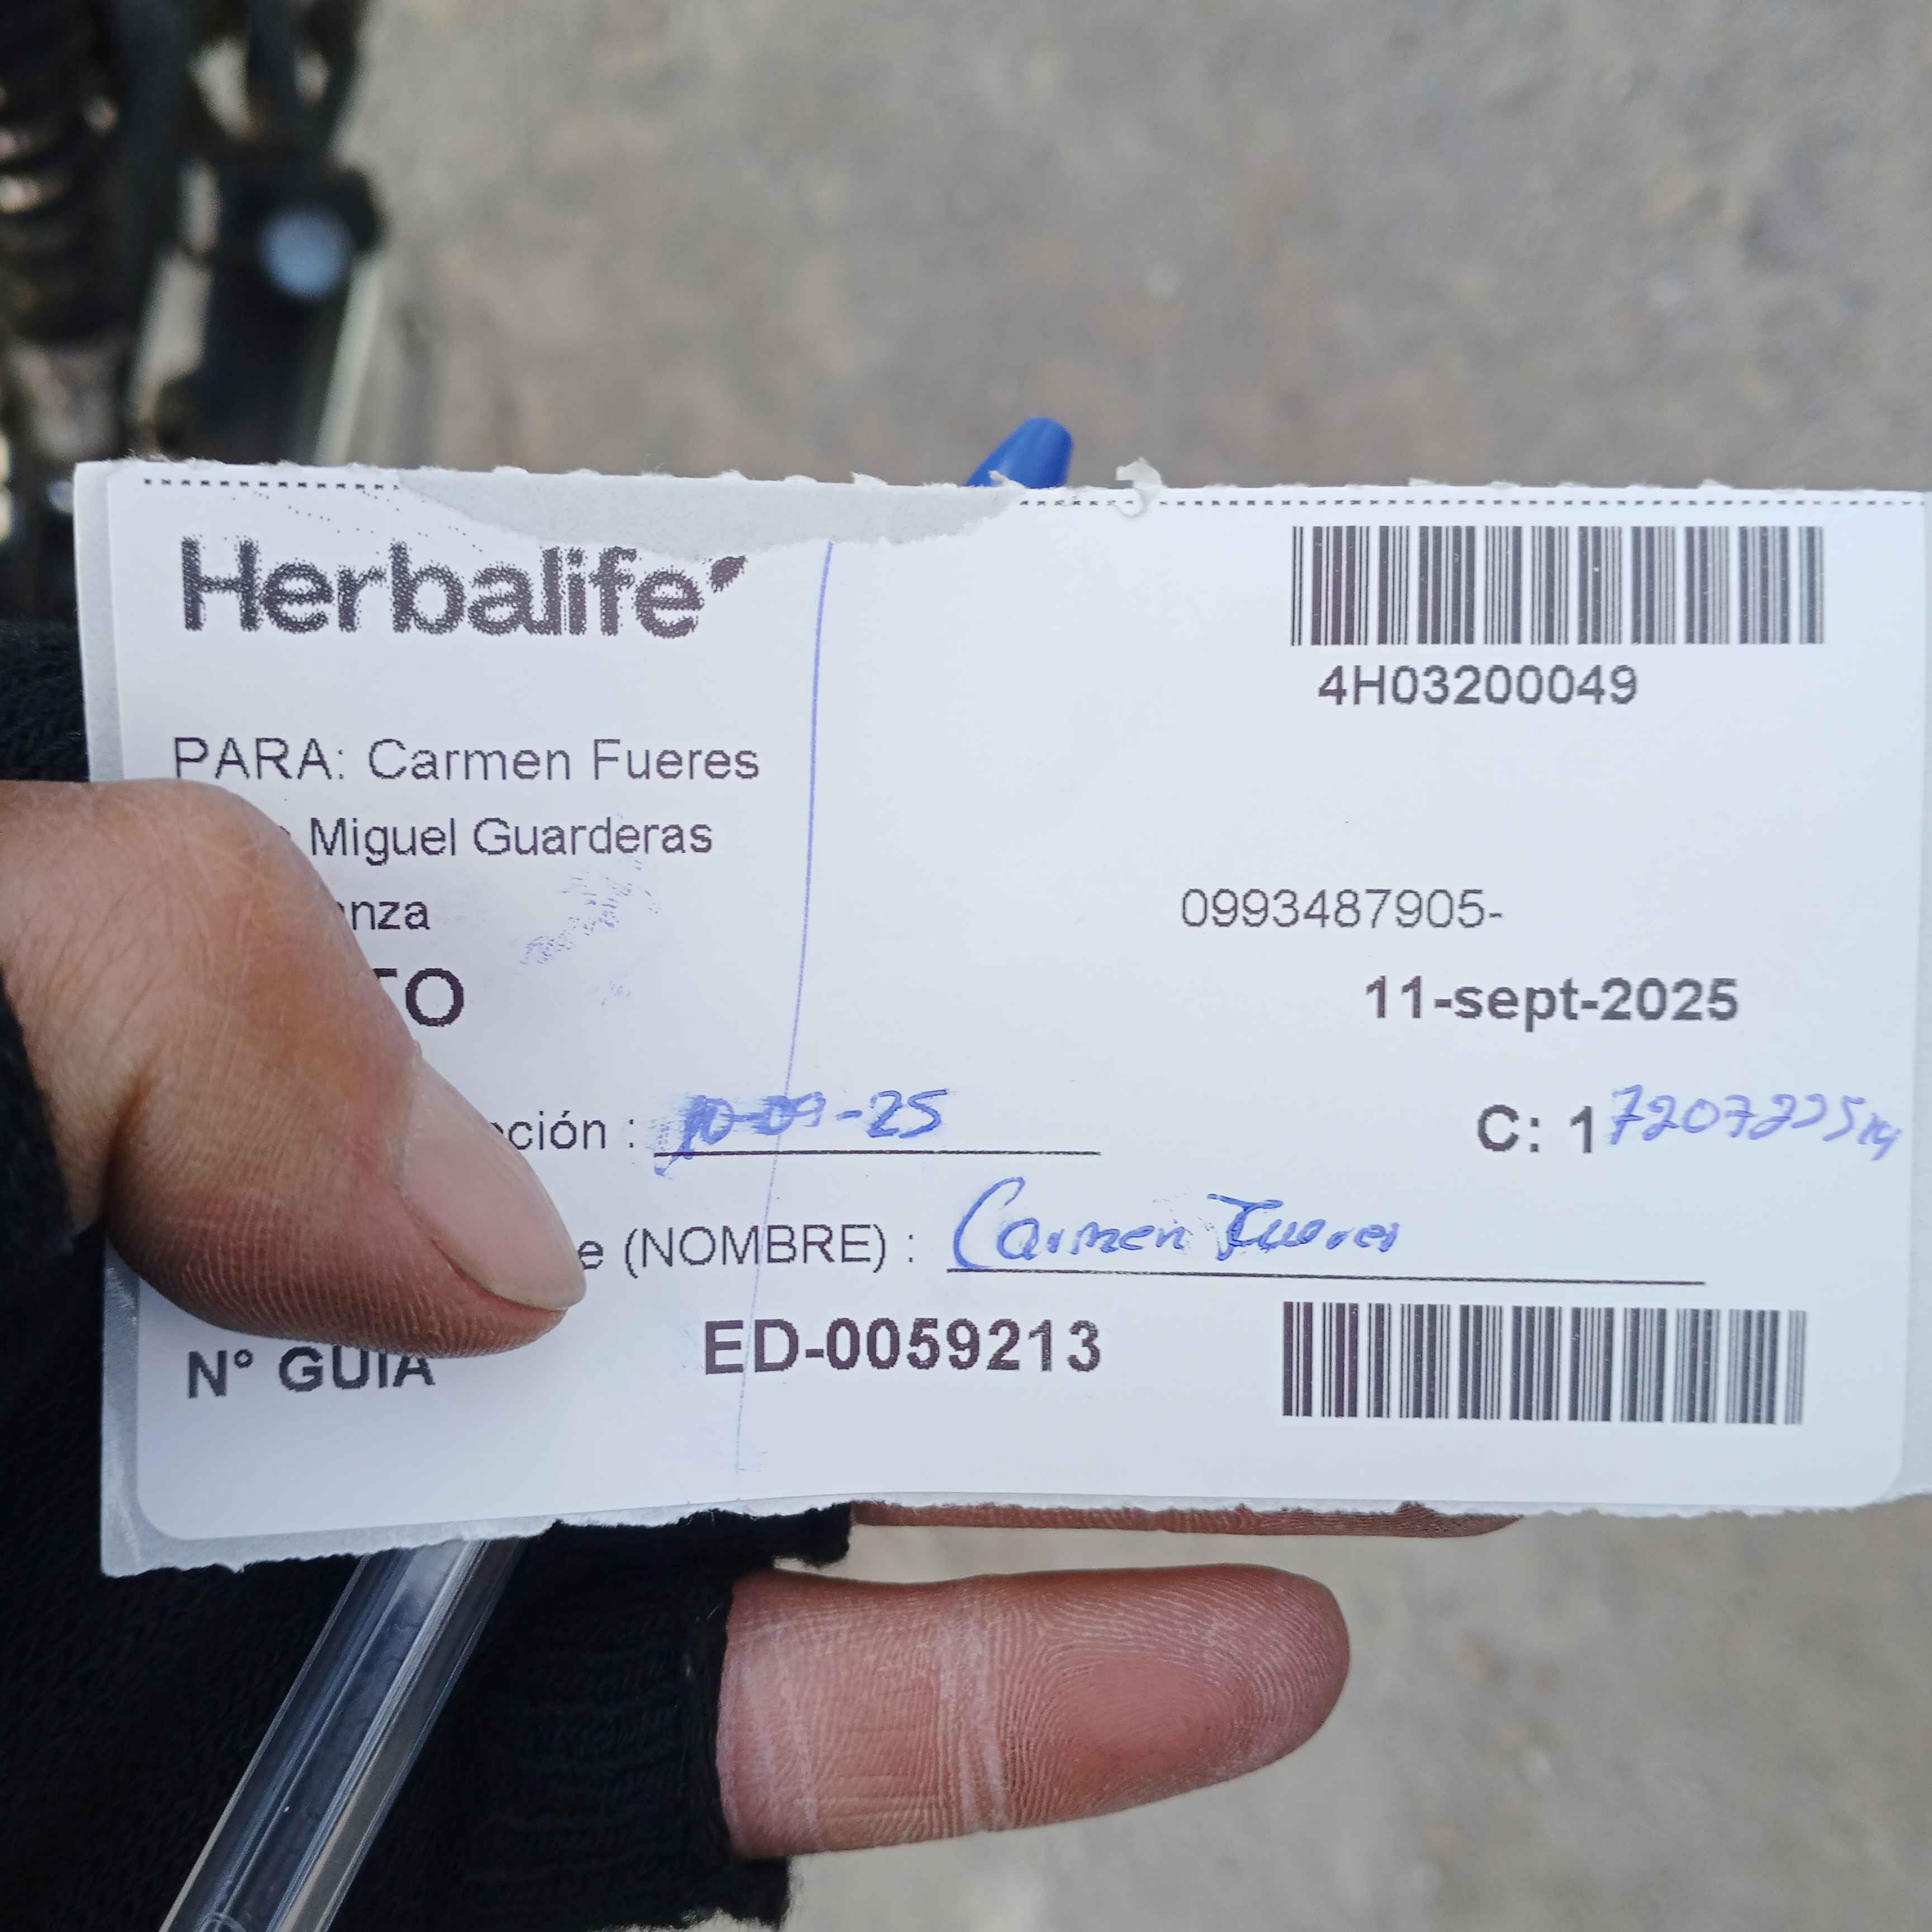 Herbalife
4H03200049
PARA: Carmen Fueres
Miguel Guarderas
nza
0993487905-
TO
11-sept-2025
ción : 10-09-25
C: 1
e (NOMBRE) : Carmen Fueres
N° GUIA ED-0059213